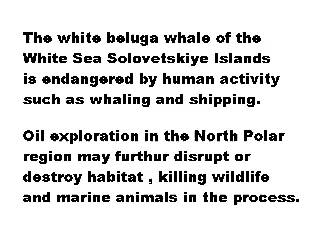 The white beluga whale of the
White Sea Solovetskiye Islands
is endangered by human activity
such as whaling and shipping.
Oil exploration in the North Polar
region may furthur disrupt or
destroy habitat , killing wildlife
and marine animals in the process.